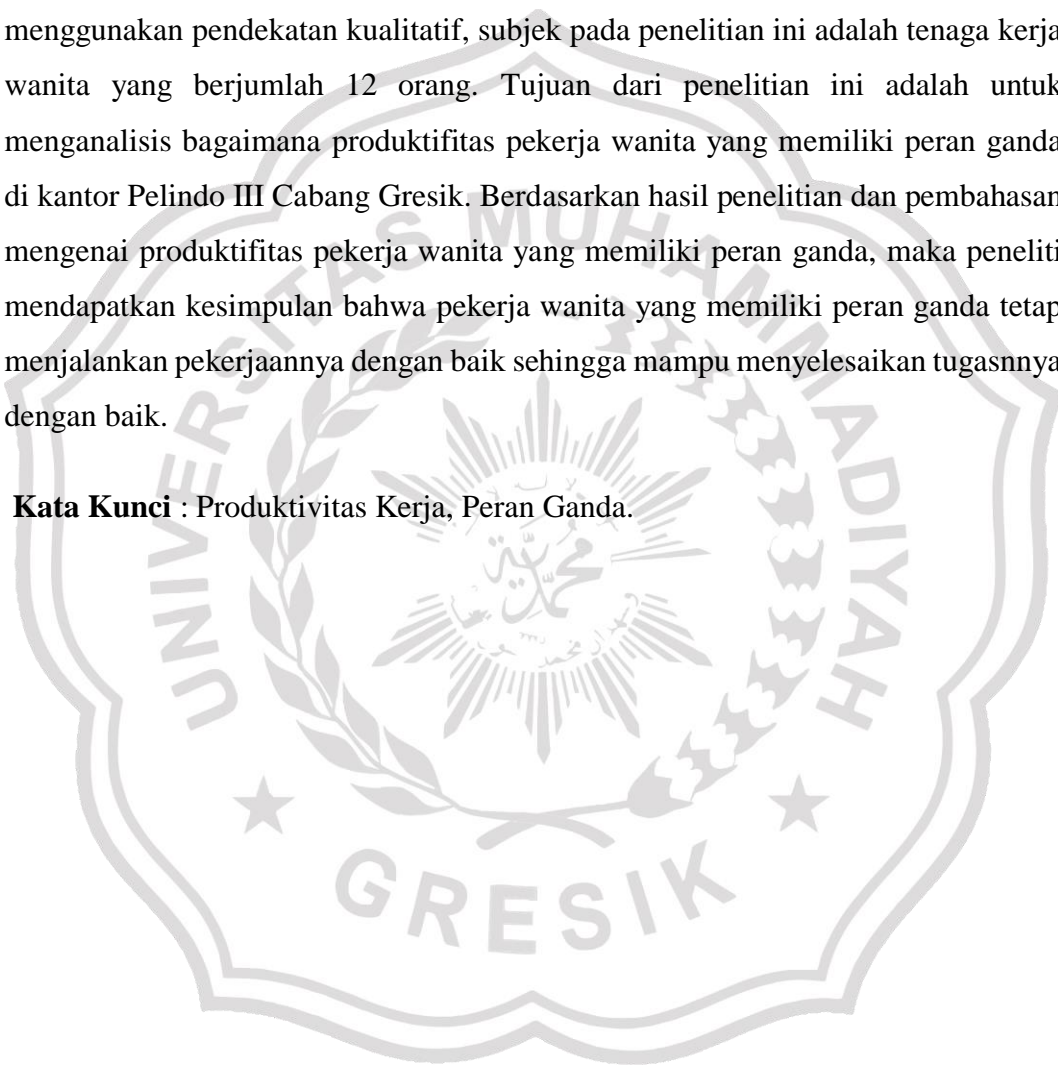 menggunakan pendekatan kualitatif, subjek pada penelitian ini adalah tenaga kerja
wanita yang berjumlah 12 orang. Tujuan dari penelitian ini adalah untuk
menganalisis bagaimana produktifitas pekerja wanita yang memiliki peran ganda
di kantor Pelindo III Cabang Gresik. Berdasarkan hasil penelitian dan pembahasan
mengenai produktifitas pekerja wanita yang memiliki peran ganda, maka peneliti
mendapatkan kesimpulan bahwa pekerja wanita yang memiliki peran ganda tetap
menjalankan pekerjaannya dengan baik sehingga mampu menyelesaikan tugasnnya
dengan baik.
Kata Kunci : Produktivitas Kerja, Peran Ganda.
UNIVERSITAS MUHAMMADIYAH
محمدية
GRESIK